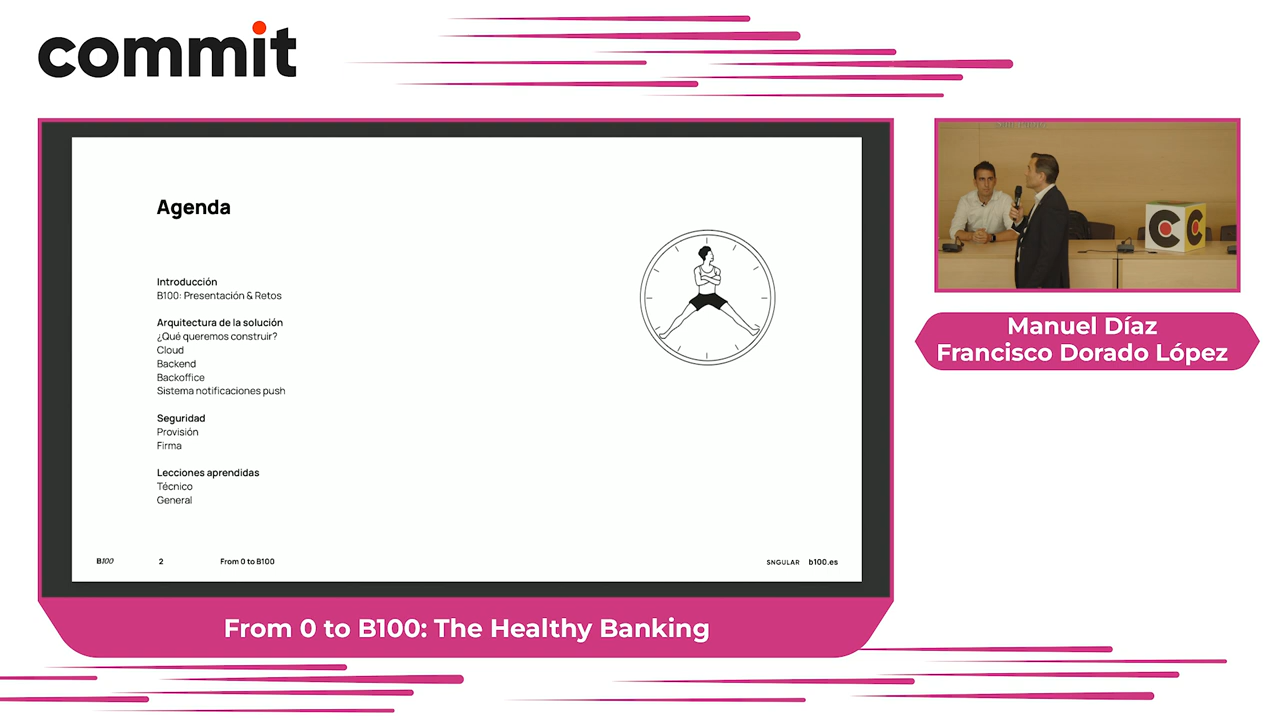 commit
Agenda
Introducción
B100: Presentación & Retos
Arquitectura de la solución
¿Qué queremos construir?
Cloud
Backend
Backoffice
Sistema notificaciones push
Seguridad
Provisión
Firma
Lecciones aprendidas
Técnico
General
B100
2
From 0 to B100
SNGULAR
b100.es
Manuel Díaz
Francisco Dorado López
From 0 to B100: The Healthy Banking